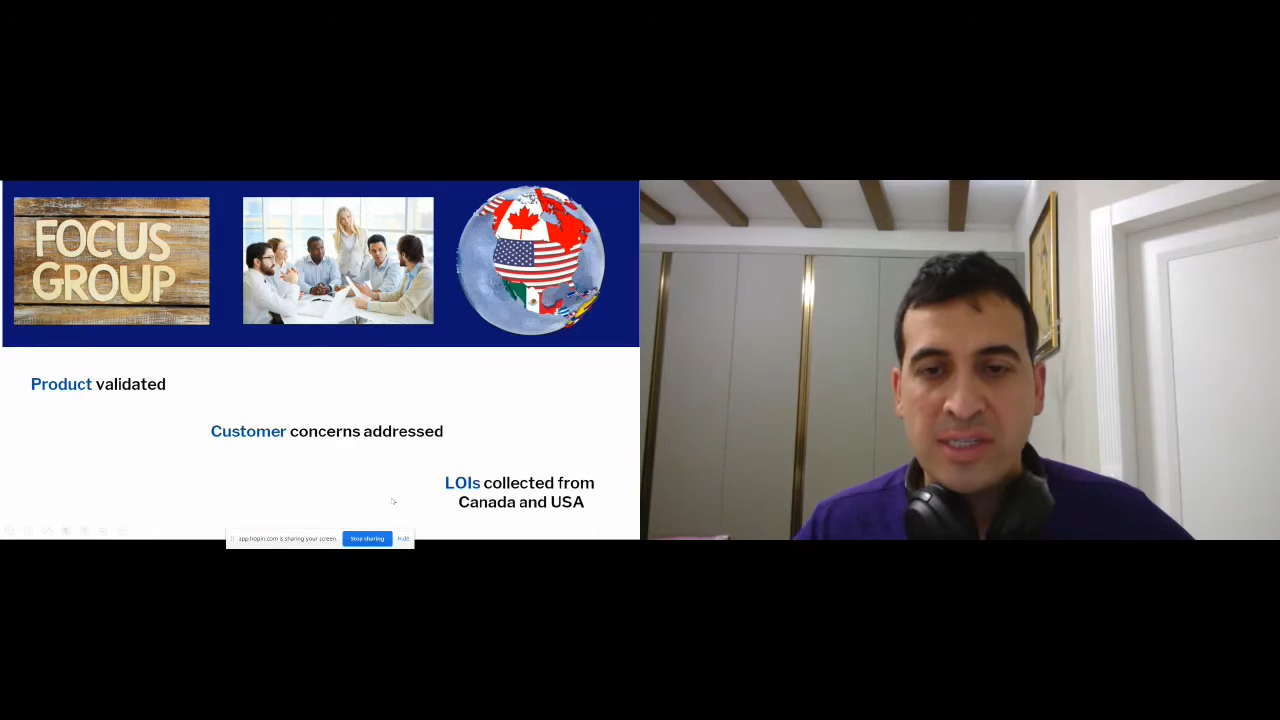 FOCUS
GROUP
Product validated
Customer concerns addressed
LOIs collected from
Canada and USA
app.hopin.com is sharing your screen.
Stop sharing
Hide